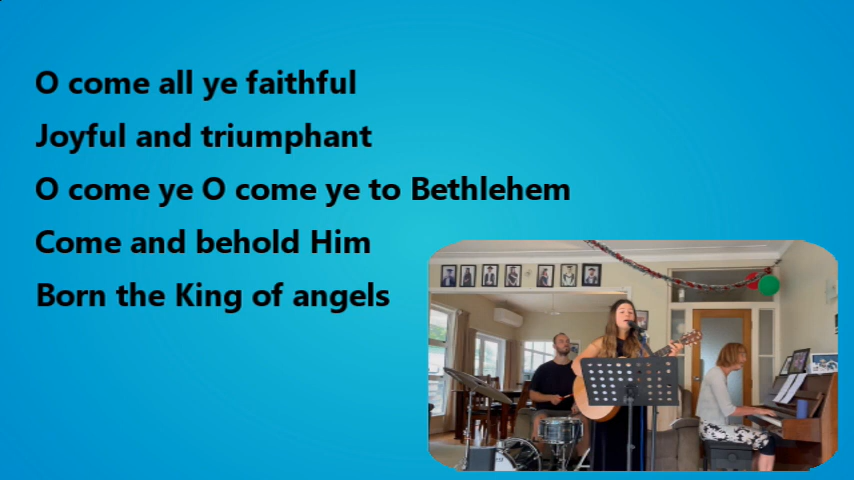 O come all ye faithful
Joyful and triumphant
O come ye O come ye to Bethlehem
Come and behold Him
Born the King of angels